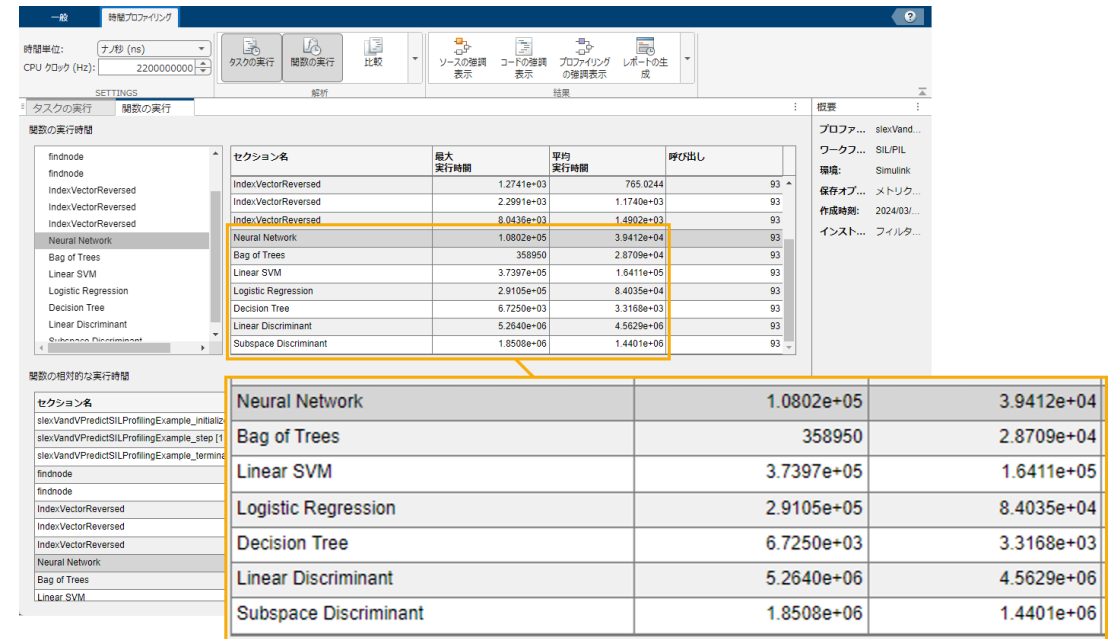 一般 時間プロファイリング
?
時間単位: ナノ秒 (ns)
CPU クロック (Hz): 2200000000
タスクの実行 関数の実行 比較
ソースの強調表示 コードの強調表示 プロファイリングの強調表示 レポートの生成
SETTINGS 解析 結果
タスクの実行 関数の実行
概要
関数の実行時間
findnode
findnode
IndexVectorReversed
IndexVectorReversed
IndexVectorReversed
Neural Network
Bag of Trees
Linear SVM
Logistic Regression
Decision Tree
Linear Discriminant
Subspace Discriminant
セクション名 最大実行時間 平均実行時間 呼び出し
IndexVectorReversed 1.2741e+03 765.0244 93
IndexVectorReversed 2.2991e+03 1.1740e+03 93
IndexVectorReversed 8.0436e+03 1.4902e+03 93
Neural Network 1.0802e+05 3.9412e+04 93
Bag of Trees 358950 2.8709e+04 93
Linear SVM 3.7397e+05 1.6411e+05 93
Logistic Regression 2.9105e+05 8.4035e+04 93
Decision Tree 6.7250e+03 3.3168e+03 93
Linear Discriminant 5.2640e+06 4.5629e+06 93
Subspace Discriminant 1.8508e+06 1.4401e+06 93
プロファ... slexVand...
ワークフ... SIL/PIL
環境: Simulink
保存オプ... メトリク...
作成時刻: 2024/03/...
インスト... フィルタ...
関数の相対的な実行時間
セクション名
slexVandVPredictSILProfilingExample_initialize
slexVandVPredictSILProfilingExample_step [1
slexVandVPredictSILProfilingExample_termina
findnode
findnode
IndexVectorReversed
IndexVectorReversed
IndexVectorReversed
Neural Network
Bag of Trees
Linear SVM
Neural Network 1.0802e+05 3.9412e+04
Bag of Trees 358950 2.8709e+04
Linear SVM 3.7397e+05 1.6411e+05
Logistic Regression 2.9105e+05 8.4035e+04
Decision Tree 6.7250e+03 3.3168e+03
Linear Discriminant 5.2640e+06 4.5629e+06
Subspace Discriminant 1.8508e+06 1.4401e+06